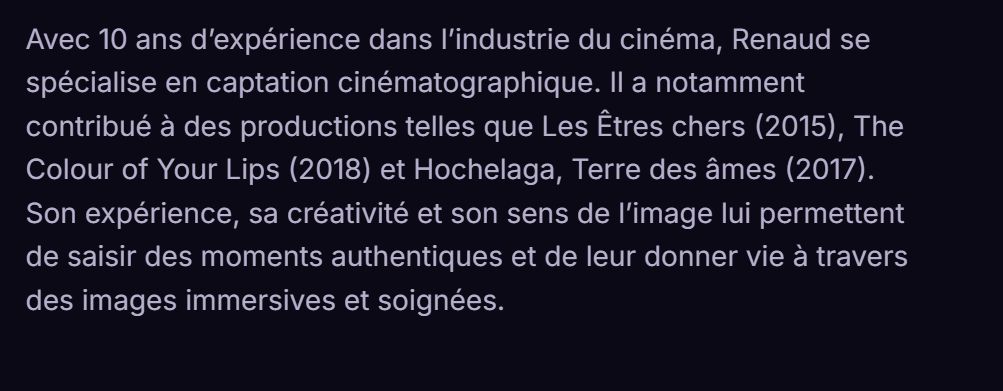 Avec 10 ans d’expérience dans l’industrie du cinéma, Renaud se
spécialise en captation cinématographique. Il a notamment
contribué à des productions telles que Les Êtres chers (2015), The
Colour of Your Lips (2018) et Hochelaga, Terre des âmes (2017).
Son expérience, sa créativité et son sens de l’image lui permettent
de saisir des moments authentiques et de leur donner vie à travers
des images immersives et soignées.